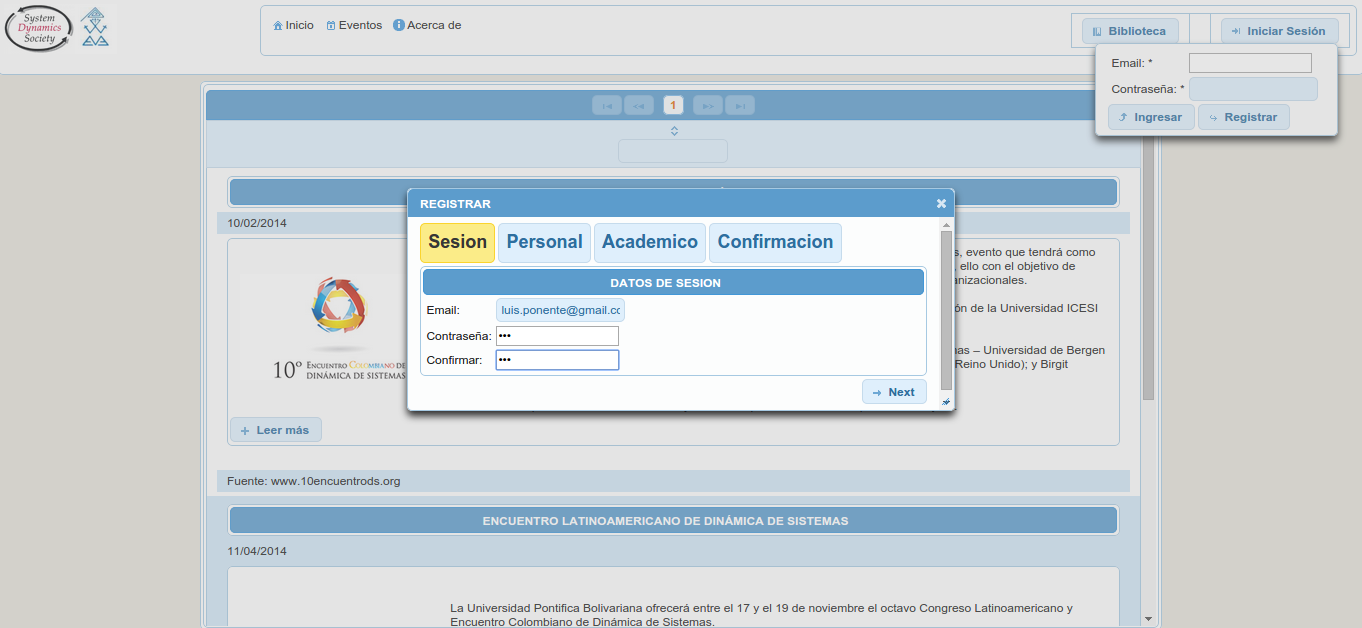 System
Dynamics
Society
Inicio
Eventos
Acerca de
Biblioteca
Iniciar Sesión
Email: *
Contraseña: *
Ingresar
Registrar
1
10/02/2014
REGISTRAR
Sesion
Personal
Academico
Confirmacion
DATOS DE SESION
Email:
luis.ponente@gmail.cc
Contraseña:
•••
Confirmar:
•••
Next
s, evento que tendrá como
, ello con el objetivo de
anizacionales.
ón de la Universidad ICESI
nas – Universidad de Bergen
(Reino Unido); y Birgit
10° ENCUENTRO COLOMBIANO DE
DINÁMICA DE SISTEMAS
Leer más
Fuente: www.10encuentrods.org
ENCUENTRO LATINOAMERICANO DE DINÁMICA DE SISTEMAS
11/04/2014
La Universidad Pontifica Bolivariana ofrecerá entre el 17 y el 19 de noviembre el octavo Congreso Latinoamericano y
Encuentro Colombiano de Dinámica de Sistemas.